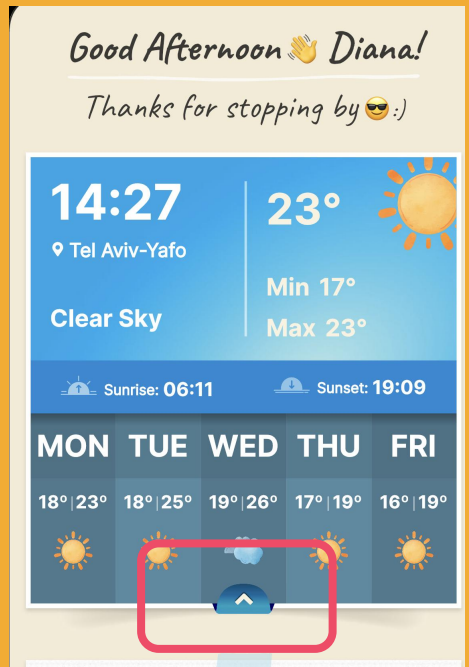 Good Afternoon👋 Diana!
Thanks for stopping by😎:)
14:27
Tel Aviv-Yafo
Clear Sky
23°
Min 17°
Max 23°
Sunrise: 06:11
Sunset: 19:09
MON TUE WED THU FRI
18°|23° 18°|25° 19°|26° 17°|19° 16°|19°